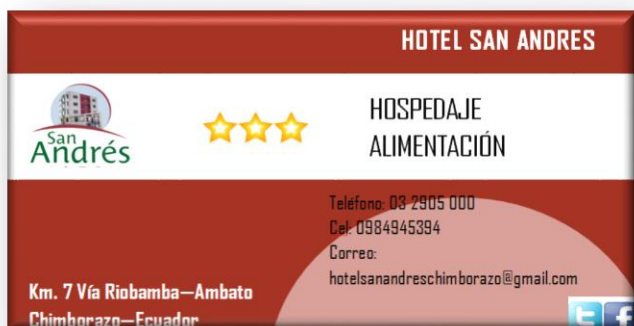 HOTEL SAN ANDRES
San
Andrés
HOSPEDAJE
ALIMENTACIÓN
Teléfono: 03 2905 000
Cel: 0984945394
Correo:
hotelsanandreschimborazo@gmail.com
Km. 7 Vía Riobamba—Ambato
Chimborazo—Ecuador